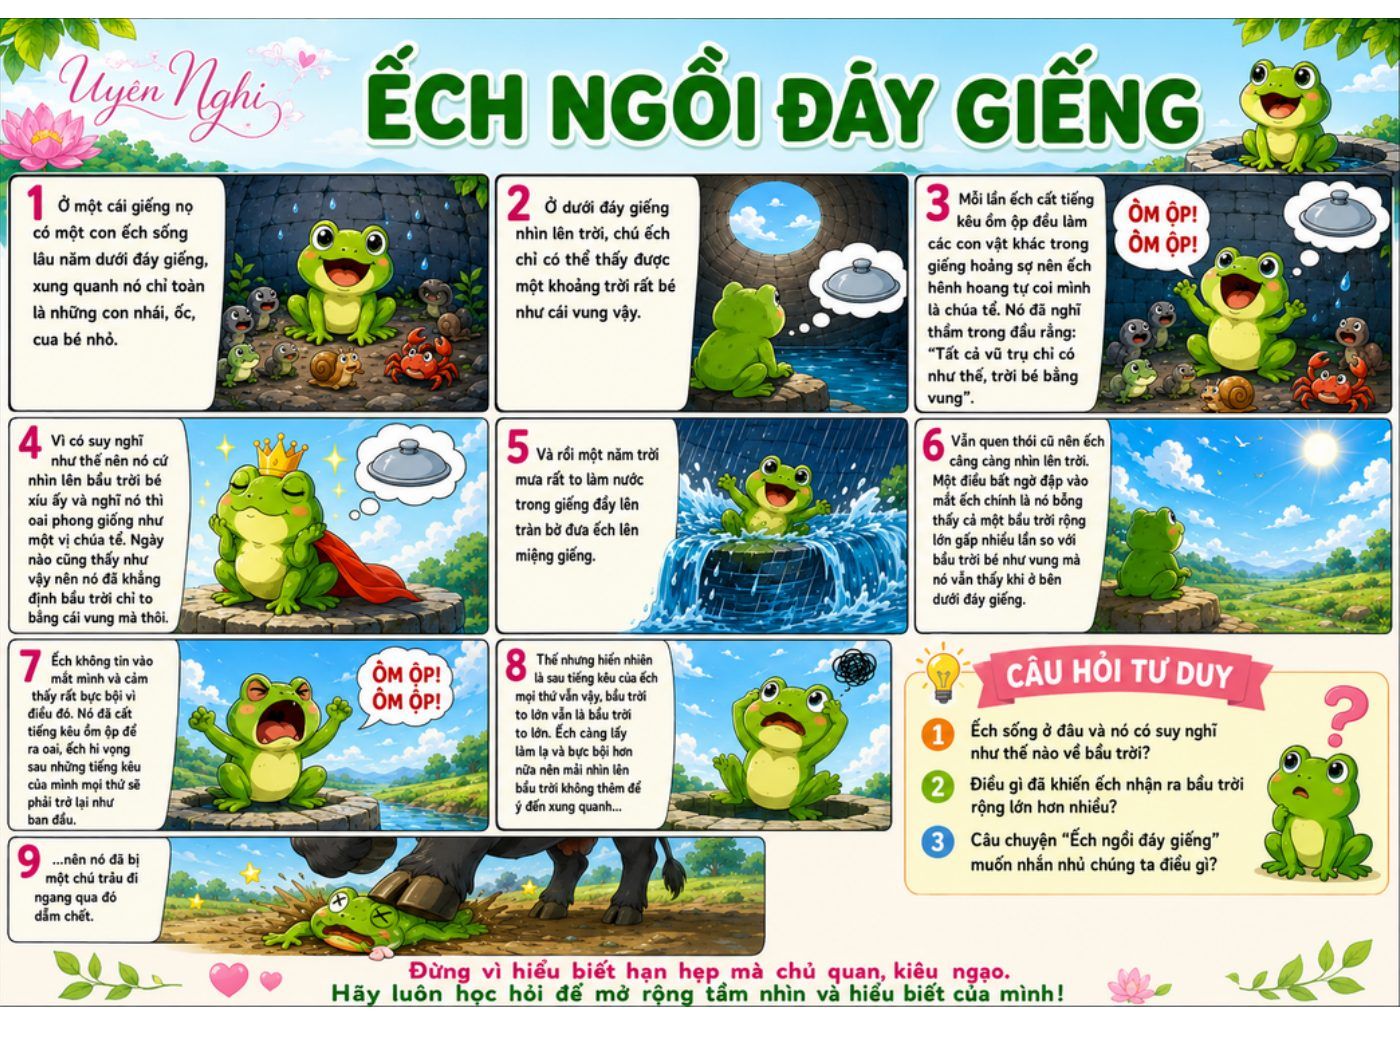 Uyên Nghi
ẾCH NGỒI ĐÁY GIẾNG
1 Ở một cái giếng nọ
có một con ếch sống
lâu năm dưới đáy giếng,
xung quanh nó chỉ toàn
là những con nhái, ốc,
cua bé nhỏ.
2 Ở dưới đáy giếng
nhìn lên trời, chú ếch
chỉ có thể thấy được
một khoảng trời rất bé
như cái vung vậy.
3 Mỗi lần ếch cất tiếng
kêu ồm ộp đều làm
các con vật khác trong
giếng hoảng sợ nên ếch
hênh hoang tự coi mình
là chúa tể. Nó đã nghĩ
thầm trong đầu rằng:
“Tất cả vũ trụ chỉ có
như thế, trời bé bằng
vung”.
ỒM ỘP!
ỒM ỘP!
4 Vì có suy nghĩ
như thế nên nó cứ
nhìn lên bầu trời bé
xíu ấy và nghĩ nó thì
oai phong giống như
một vị chúa tể. Ngày
nào cũng thấy như
vậy nên nó đã khẳng
định bầu trời chỉ to
bằng cái vung mà thôi.
5 Và rồi một năm trời
mưa rất to làm nước
trong giếng đầy lên
tràn bờ đưa ếch lên
miệng giếng.
6 Vẫn quen thói cũ nên ếch
câng càng nhìn lên trời.
Một điều bất ngờ đập vào
mắt ếch chính là nó bỗng
thấy cả một bầu trời rộng
lớn gấp nhiều lần so với
bầu trời bé như vung mà
nó vẫn thấy khi ở bên
dưới đáy giếng.
7 Ếch không tin vào
mắt mình và cảm
thấy rất bực bội vì
điều đó. Nó đã cất
tiếng kêu ồm ộp để
ra oai, ếch hi vọng
sau những tiếng kêu
của mình mọi thứ sẽ
phải trở lại như
ban đầu.
ỒM ỘP!
ỒM ỘP!
8 Thế nhưng hiển nhiên
là sau tiếng kêu của ếch
mọi thứ vẫn vậy, bầu trời
to lớn vẫn là bầu trời
to lớn. Ếch càng lấy
làm lạ và bực bội hơn
nữa nên mải nhìn lên
bầu trời không thèm để
ý đến xung quanh...
9 ...nên nó đã bị
một chú trâu đi
ngang qua đó
dẫm chết.
CÂU HỎI TƯ DUY
1 Ếch sống ở đâu và nó có suy nghĩ
như thế nào về bầu trời?
2 Điều gì đã khiến ếch nhận ra bầu trời
rộng lớn hơn nhiều?
3 Câu chuyện “Ếch ngồi đáy giếng”
muốn nhắn nhủ chúng ta điều gì?
Đừng vì hiểu biết hạn hẹp mà chủ quan, kiêu ngạo.
Hãy luôn học hỏi để mở rộng tầm nhìn và hiểu biết của mình!